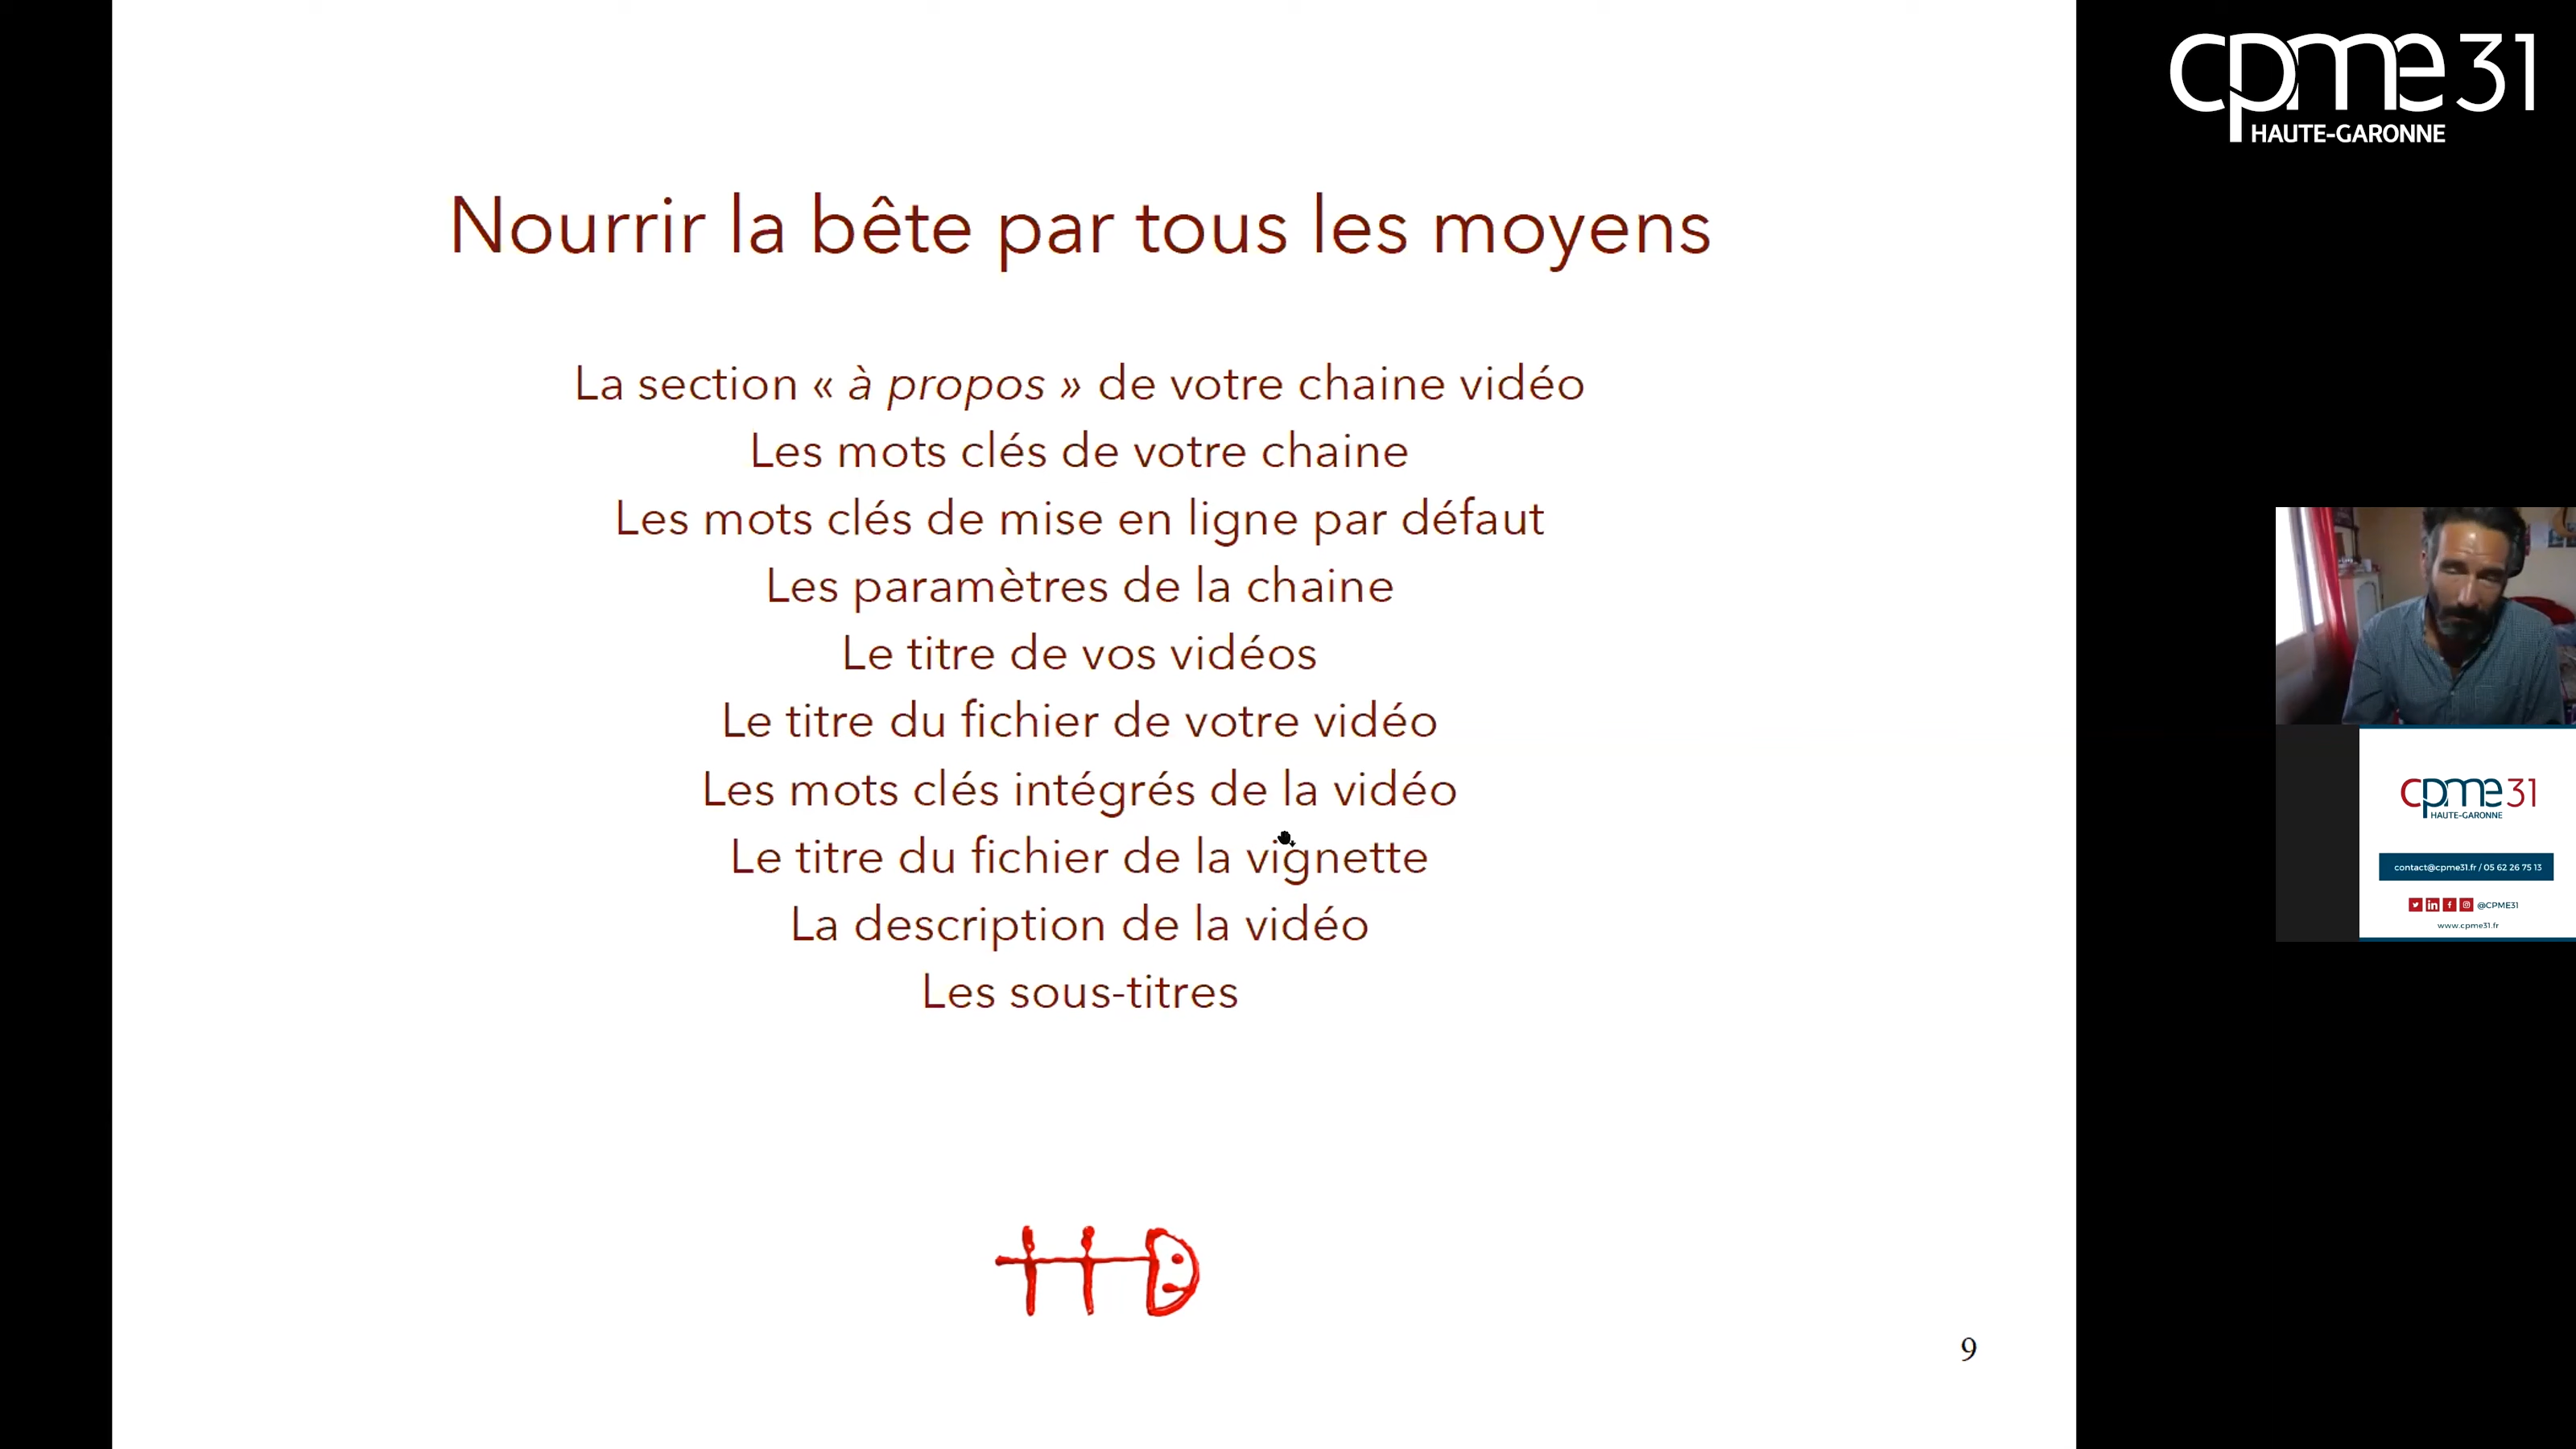 cpme 31
HAUTE-GARONNE
Nourrir la bête par tous les moyens
La section « à propos » de votre chaine vidéo
Les mots clés de votre chaine
Les mots clés de mise en ligne par défaut
Les paramètres de la chaine
Le titre de vos vidéos
Le titre du fichier de votre vidéo
Les mots clés intégrés de la vidéo
Le titre du fichier de la vignette
La description de la vidéo
Les sous-titres
9
cpme 31
HAUTE-GARONNE
contact@cpme31.fr / 05 62 26 75 13
@CPME31
www.cpme31.fr